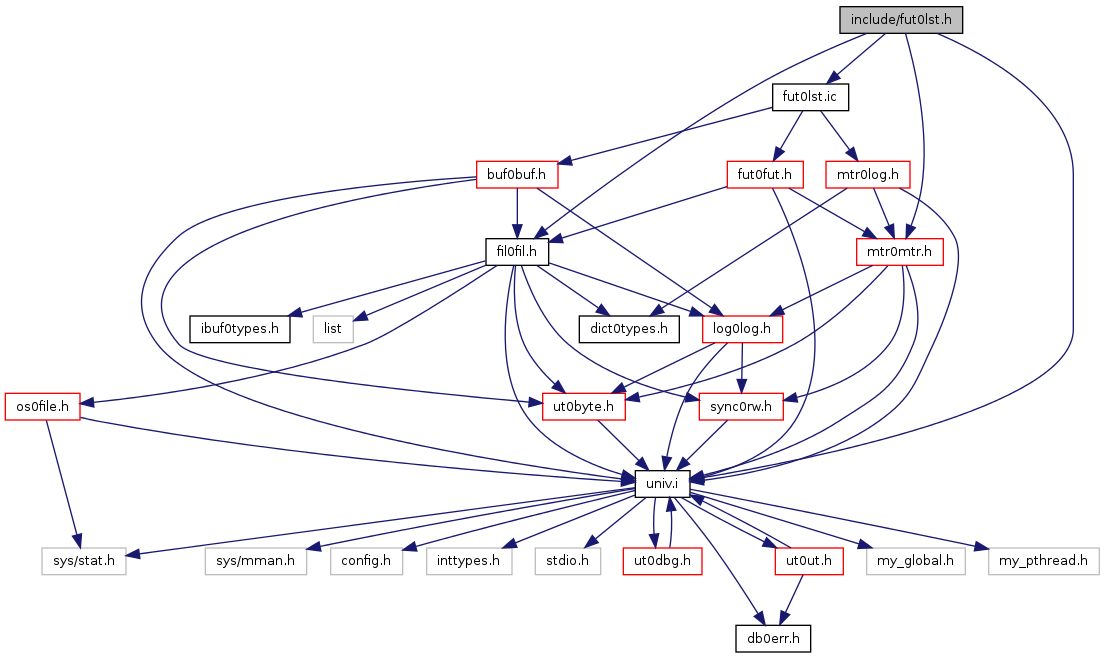 include/fut0lst.h
fut0lst.ic
buf0buf.h
fut0fut.h
mtr0log.h
fil0fil.h
mtr0mtr.h
ibuf0types.h
list
dict0types.h
log0log.h
os0file.h
ut0byte.h
sync0rw.h
univ.i
sys/stat.h
sys/mman.h
config.h
inttypes.h
stdio.h
ut0dbg.h
ut0ut.h
my_global.h
my_pthread.h
db0err.h